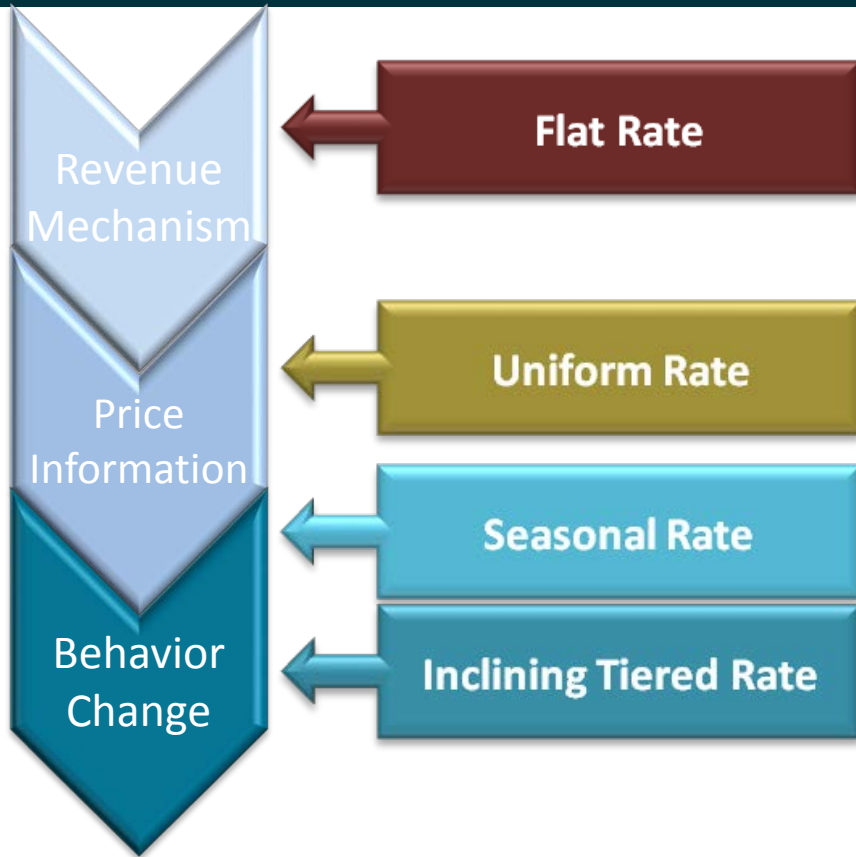 Revenue
Mechanism
Flat Rate
Price
Information
Uniform Rate
Seasonal Rate
Behavior
Change
Inclining Tiered Rate